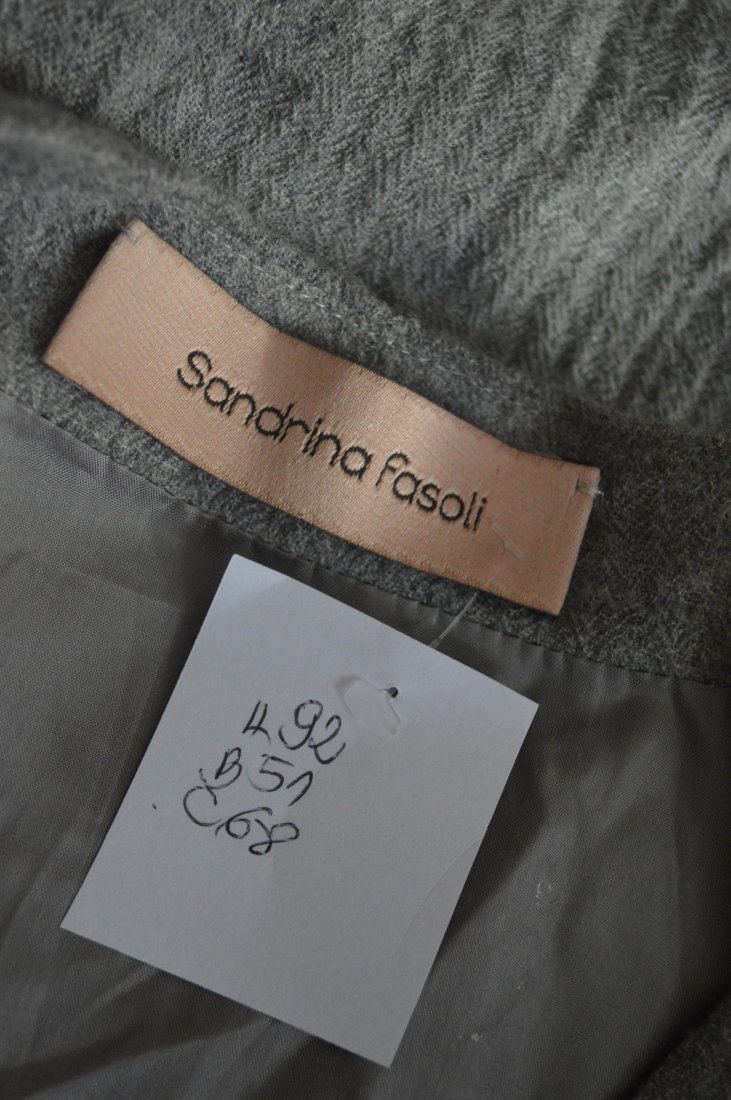 Sandrina fasoli
H 92
B 51
C 68